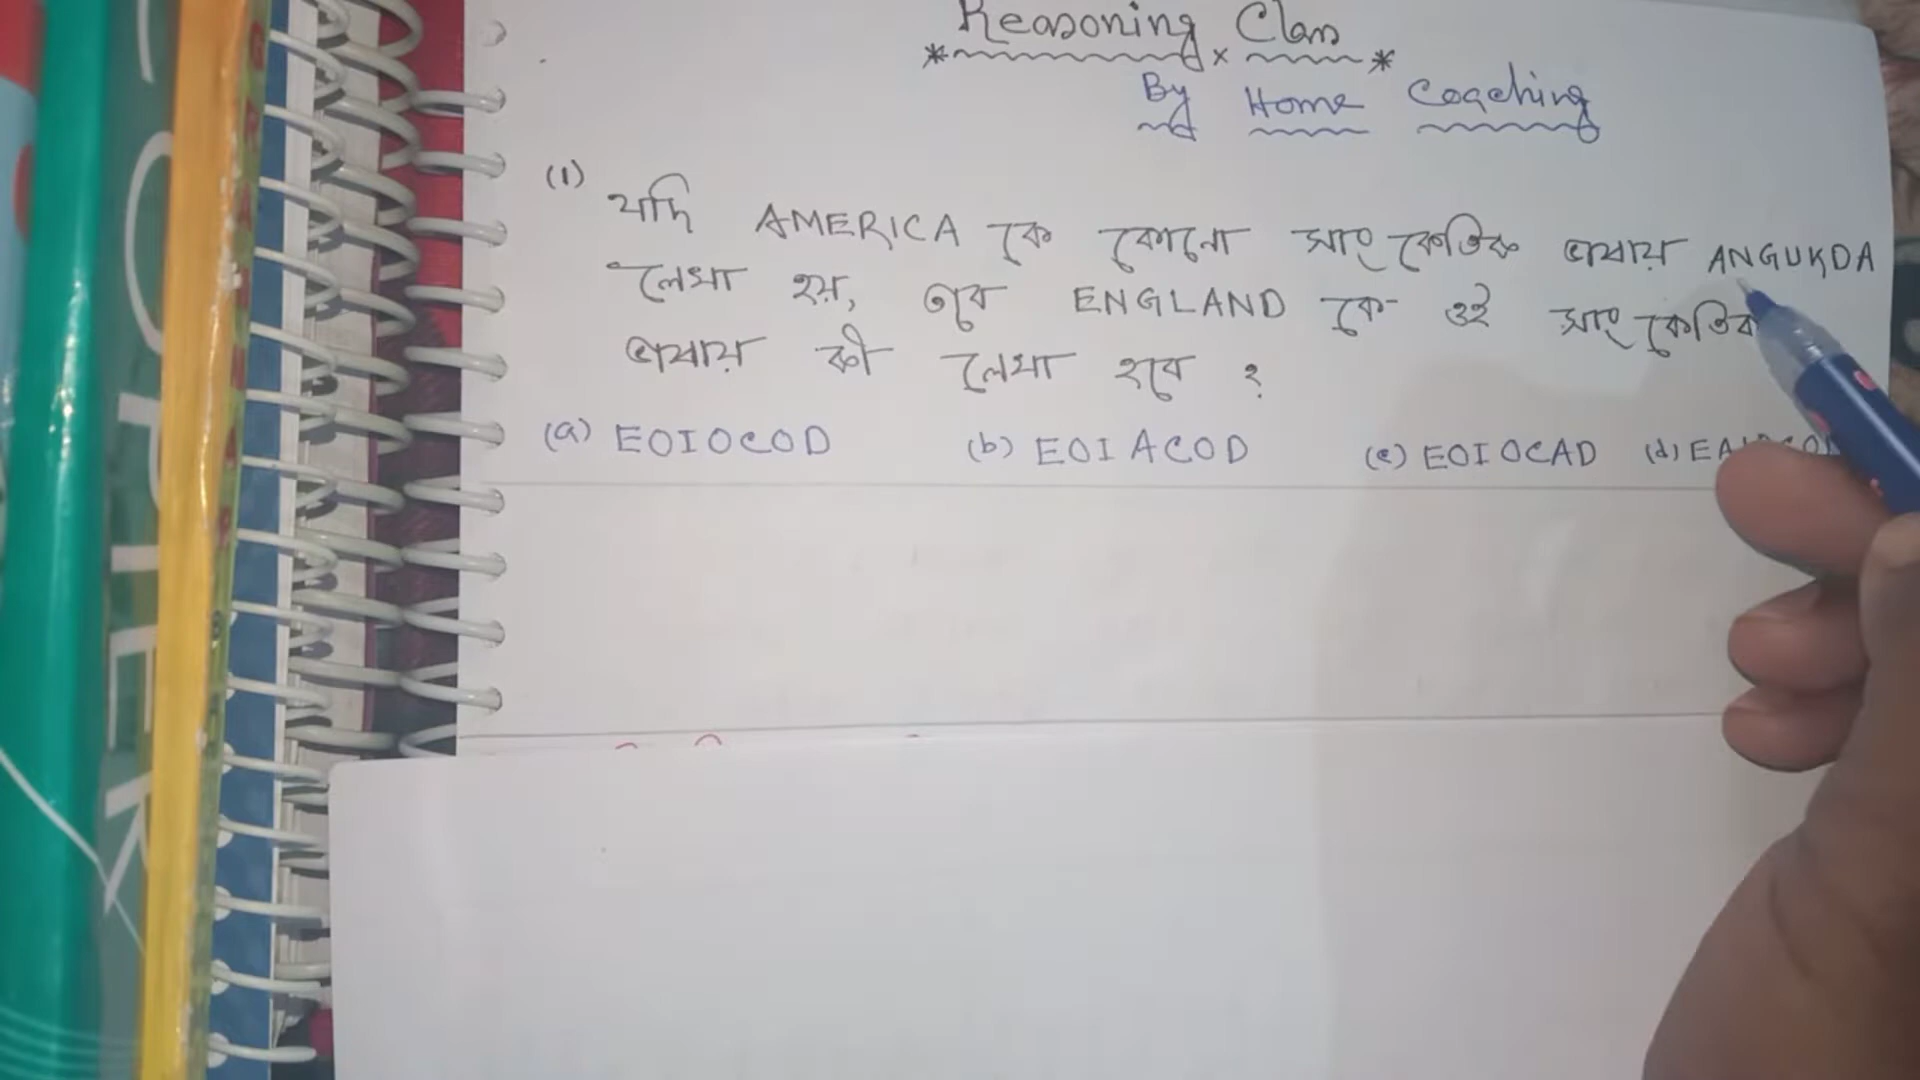 Reasoning Class
By Home Coaching
(1) যদি AMERICA কে কোনো সাংকেতিক ভাষায় ANGUKDA
লেখা হয়, তবে ENGLAND কে ওই সাংকেতিক
ভাষায় কী লেখা হবে ?
(a) EOIOCOD (b) EOIACOD (c) EOIOCAD (d)